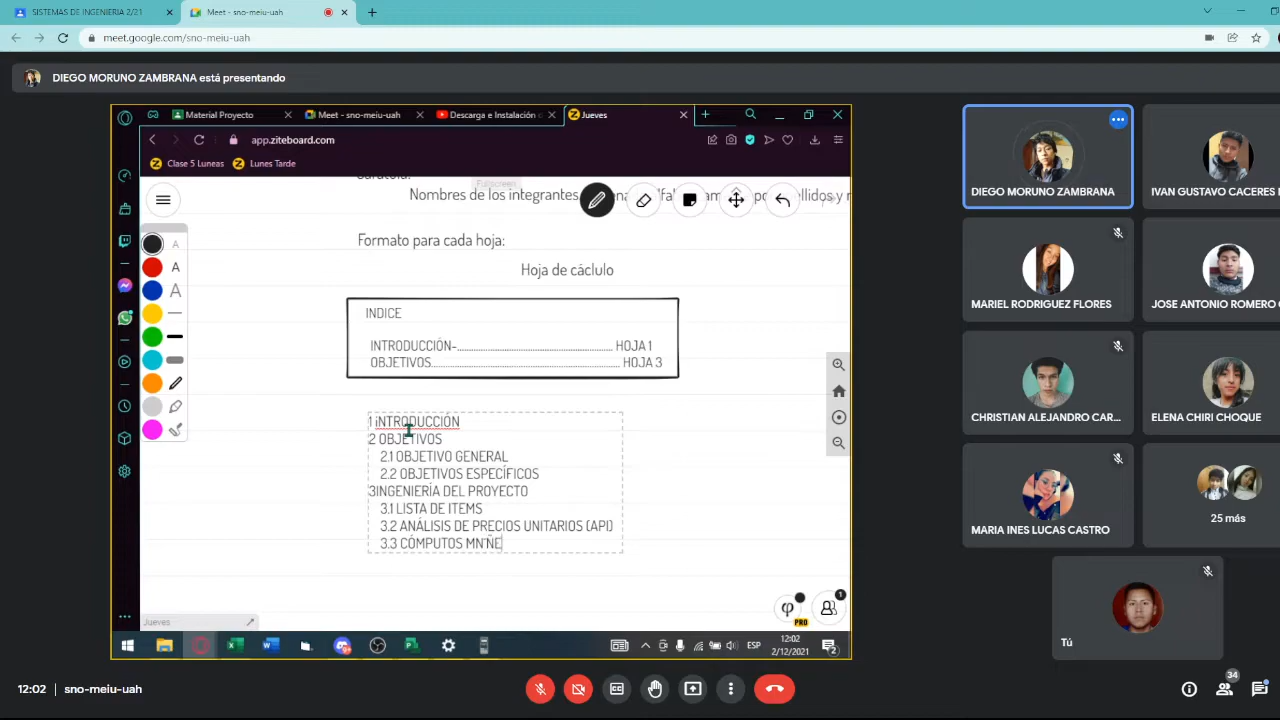 SISTEMAS DE INGENIERIA 2/21
Meet - sno-meiu-uah
meet.google.com/sno-meiu-uah
DIEGO MORUNO ZAMBRANA está presentando
Material Proyecto
Meet - sno-meiu-uah
Descarga e Instalación d
Jueves
app.ziteboard.com
Clase 5 Luneas
Lunes Tarde
Fullscreen
Nombres de los integrantes
Formato para cada hoja:
Hoja de cáclulo
INDICE
INTRODUCCIÓN-........................................................ HOJA 1
OBJETIVOS.................................................................... HOJA 3
1 iNTRODUCCIÓN
2 OBJETIVOS
2.1 OBJETIVO GENERAL
2.2 OBJETIVOS ESPECÍFICOS
3INGENIERÍA DEL PROYECTO
3.1 LISTA DE ITEMS
3.2 ANÁLISIS DE PRECIOS UNITARIOS (API)
3.3 CÓMPUTOS MN¨ÑE
A
A
A
Jueves
PRO
1
ESP
12:02
2/12/2021
2
DIEGO MORUNO ZAMBRANA
IVAN GUSTAVO CACERES
MARIEL RODRIGUEZ FLORES
JOSE ANTONIO ROMERO
CHRISTIAN ALEJANDRO CAR...
ELENA CHIRI CHOQUE
MARIA INES LUCAS CASTRO
25 más
Tú
12:02 | sno-meiu-uah
34